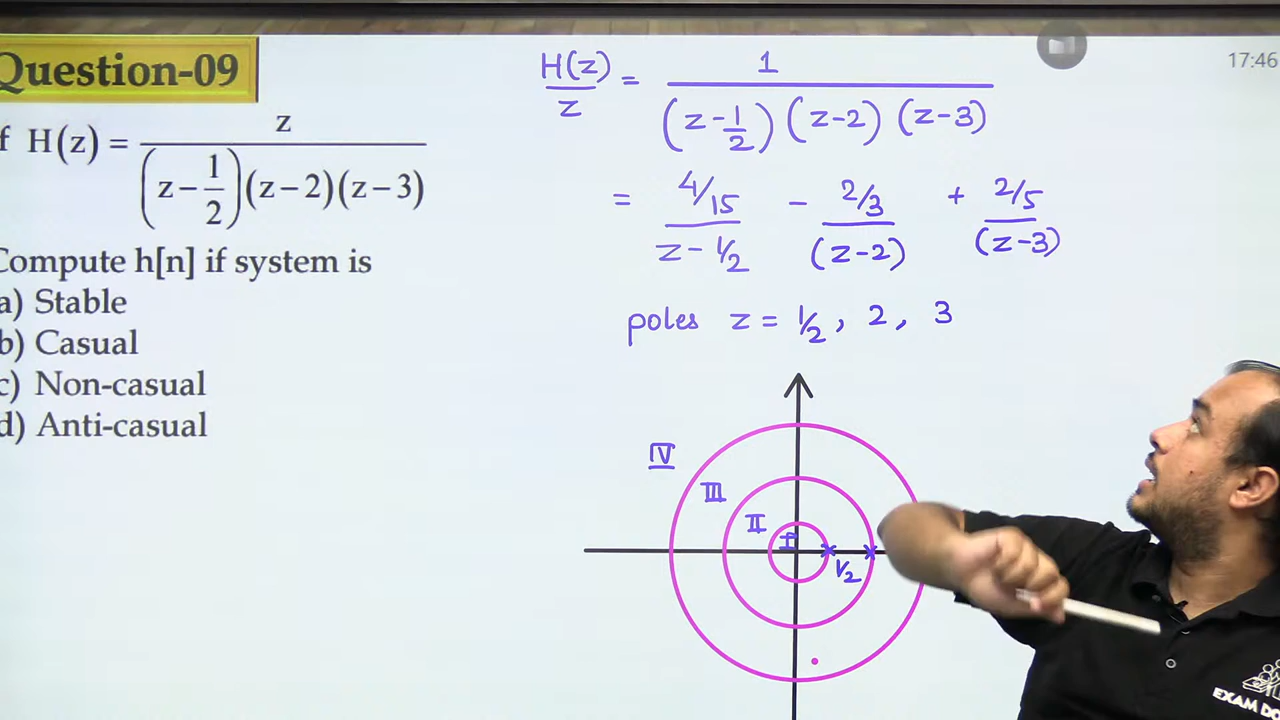 Question-09
f H(z) = z / (z − 1/2)(z − 2)(z − 3)
Compute h[n] if system is
a) Stable
b) Casual
c) Non-casual
d) Anti-casual
17:46
H(z)/z = 1 / (z − 1/2) (z − 2) (z − 3)
= 4/15 / z − 1/2 − 2/3 / (z − 2) + 2/5 / (z − 3)
poles z = 1/2, 2, 3
IV
III
II
I
1/2
EXAM DO